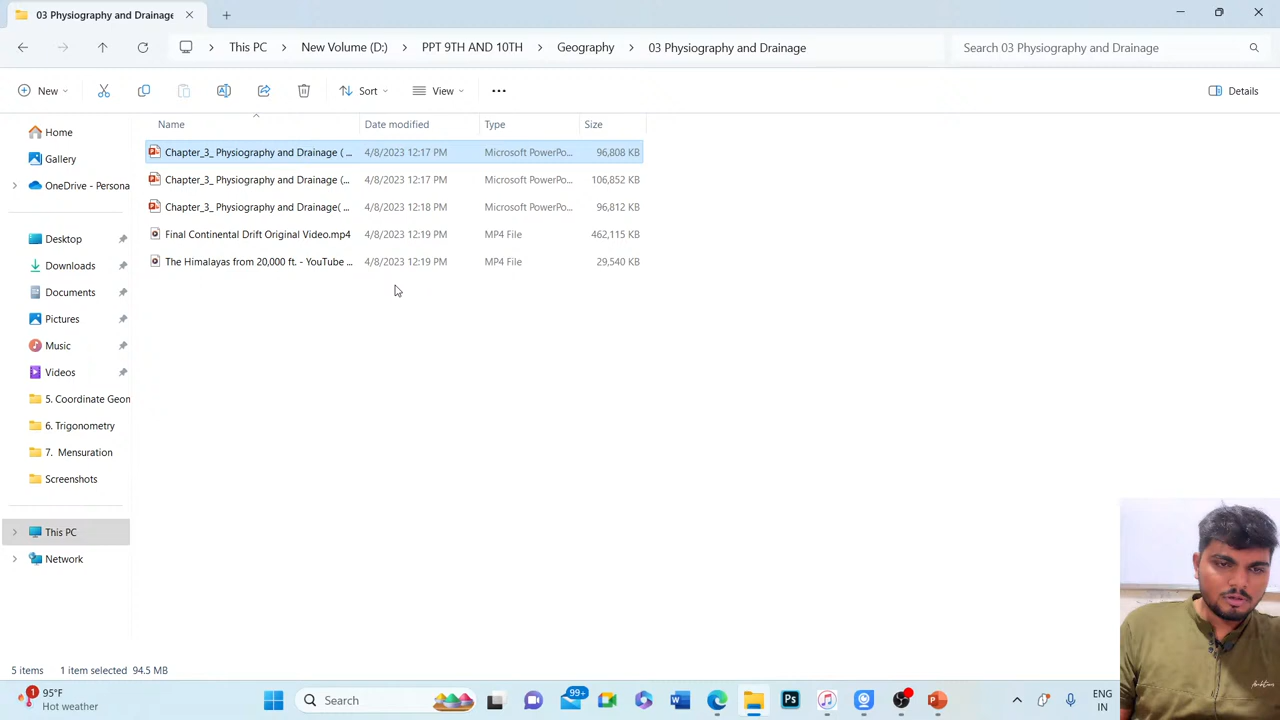 03 Physiography and Drainage
This PC > New Volume (D:) > PPT 9TH AND 10TH > Geography > 03 Physiography and Drainage
Search 03 Physiography and Drainage
New
Sort
View
Details
Name Date modified Type Size
Home
Gallery
OneDrive - Persona
Desktop
Downloads
Documents
Pictures
Music
Videos
5. Coordinate Geon
6. Trigonometry
7. Mensuration
Screenshots
This PC
Network
Chapter_3_ Physiography and Drainage ( ... 4/8/2023 12:17 PM Microsoft PowerPo... 96,808 KB
Chapter_3_ Physiography and Drainage (... 4/8/2023 12:17 PM Microsoft PowerPo... 106,852 KB
Chapter_3_ Physiography and Drainage( ... 4/8/2023 12:18 PM Microsoft PowerPo... 96,812 KB
Final Continental Drift Original Video.mp4 4/8/2023 12:19 PM MP4 File 462,115 KB
The Himalayas from 20,000 ft. - YouTube ... 4/8/2023 12:19 PM MP4 File 29,540 KB
5 items 1 item selected 94.5 MB
1
95°F
Hot weather
Search
99+
Ps
ENG
IN